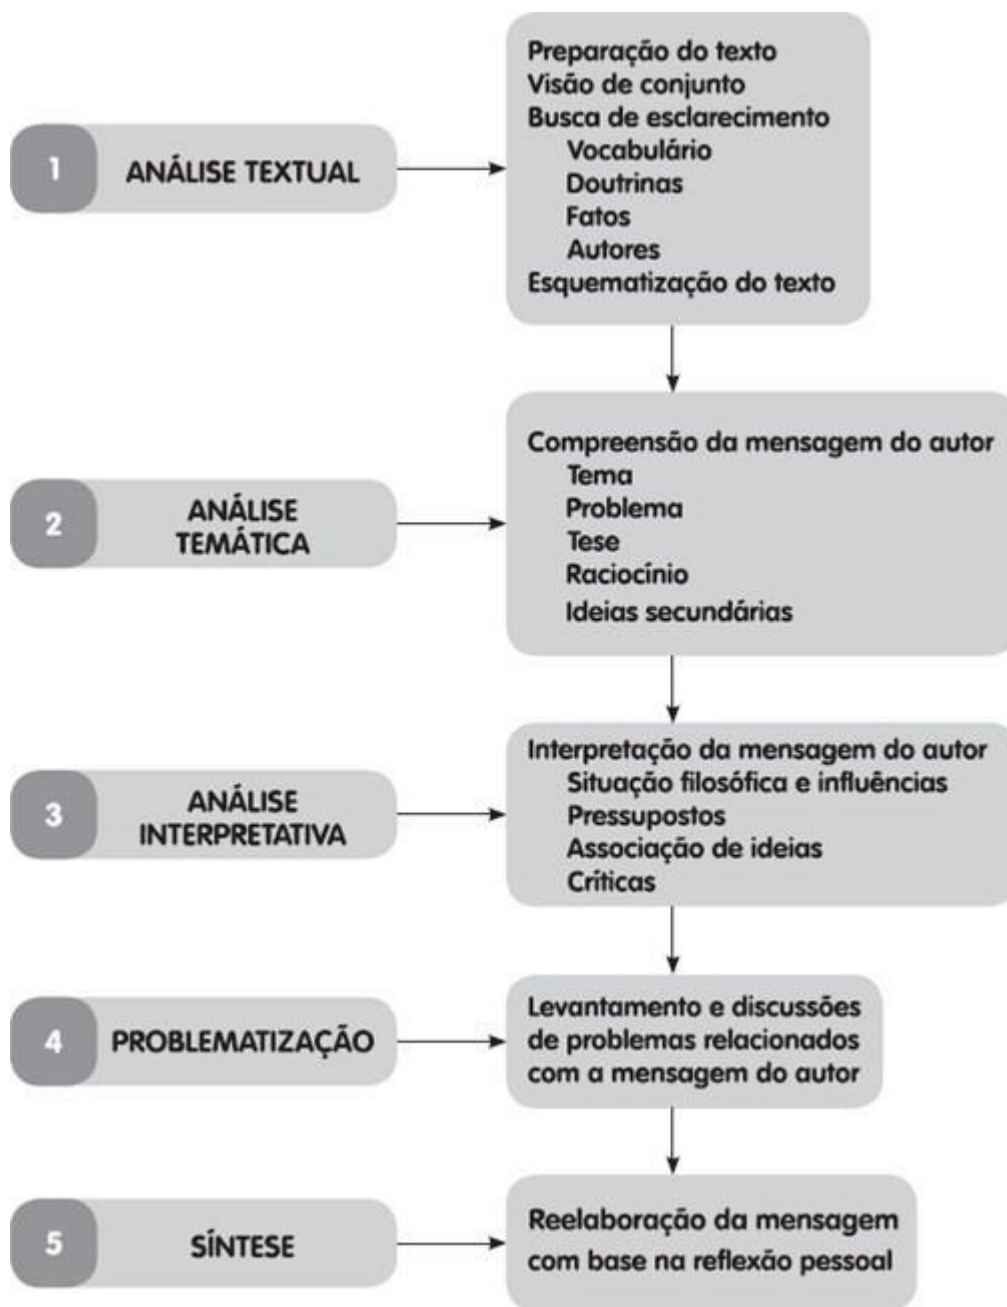 1
ANÁLISE TEXTUAL
Preparação do texto
Visão de conjunto
Busca de esclarecimento
Vocabulário
Doutrinas
Fatos
Autores
Esquematização do texto
2
ANÁLISE
TEMÁTICA
Compreensão da mensagem do autor
Tema
Problema
Tese
Raciocínio
Ideias secundárias
3
ANÁLISE
INTERPRETATIVA
Interpretação da mensagem do autor
Situação filosófica e influências
Pressupostos
Associação de ideias
Críticas
4
PROBLEMATIZAÇÃO
Levantamento e discussões
de problemas relacionados
com a mensagem do autor
5
SÍNTESE
Reelaboração da mensagem
com base na reflexão pessoal